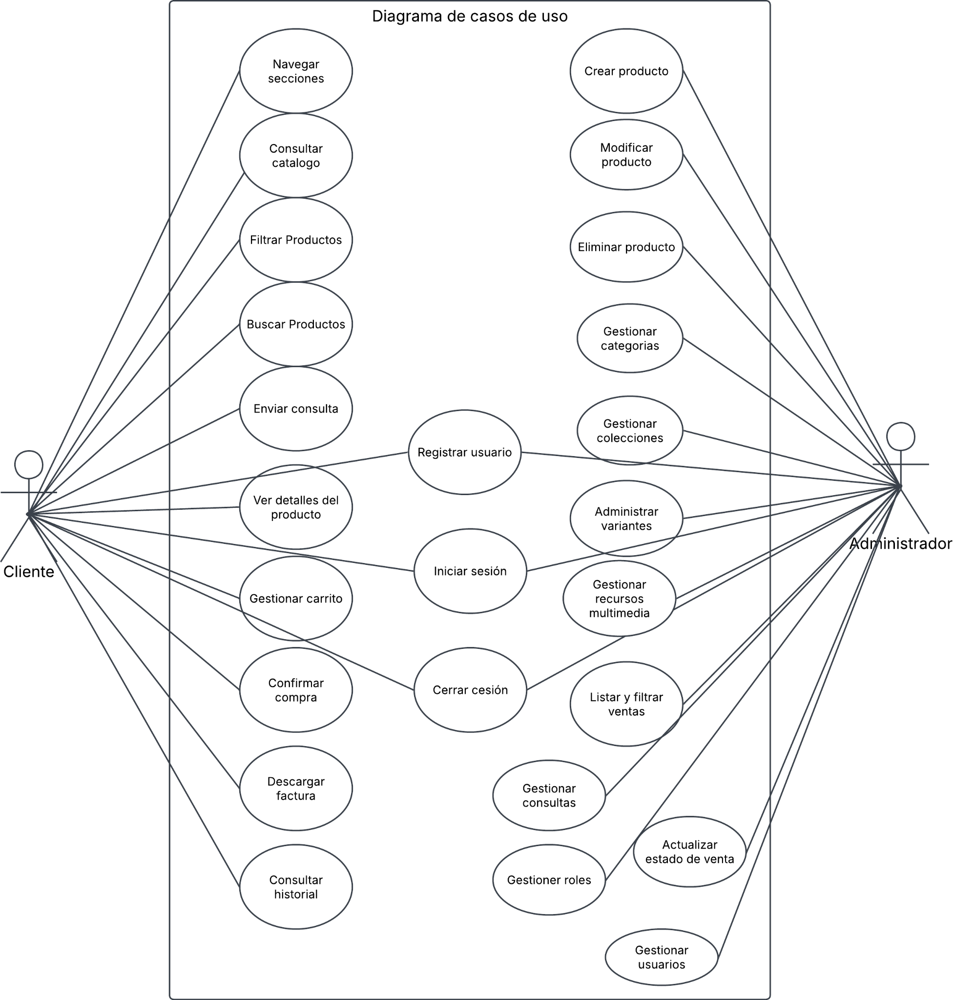 Diagrama de casos de uso
Navegar
secciones
Consultar
catalogo
Filtrar Productos
Buscar Productos
Enviar consulta
Ver detalles del
producto
Gestionar carrito
Confirmar
compra
Descargar
factura
Consultar
historial
Registrar usuario
Iniciar sesión
Cerrar cesión
Crear producto
Modificar
producto
Eliminar producto
Gestionar
categorias
Gestionar
colecciones
Administrar
variantes
Gestionar
recursos
multimedia
Listar y filtrar
ventas
Gestionar
consultas
Actualizar
estado de venta
Gestioner roles
Gestionar
usuarios
Cliente
Administrador